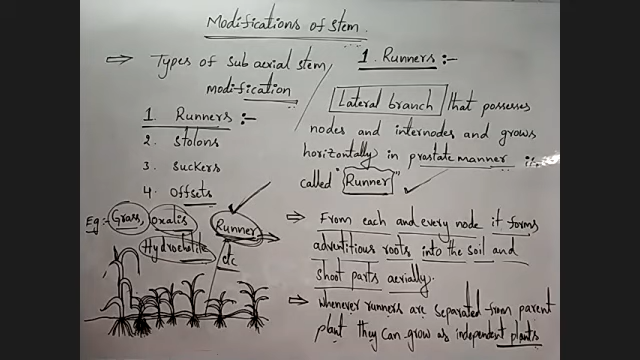 Modifications of stem.
⇒ Types of Sub aerial stem
modification
1. Runners :-
2. Stolons
3. Suckers
4. Offsets
Eg:- Grass, oxalis
Hydrocotile
etc
Runner
1. Runners :-
Lateral branch that possesses
nodes and internodes and grows
horizontally in prostate manner is
called "Runner"
⇒ From each and every node it forms
adventitious roots into the soil and
shoot parts aerially.
⇒ Whenever runners are separated from parent
plant they can grow as independent plants